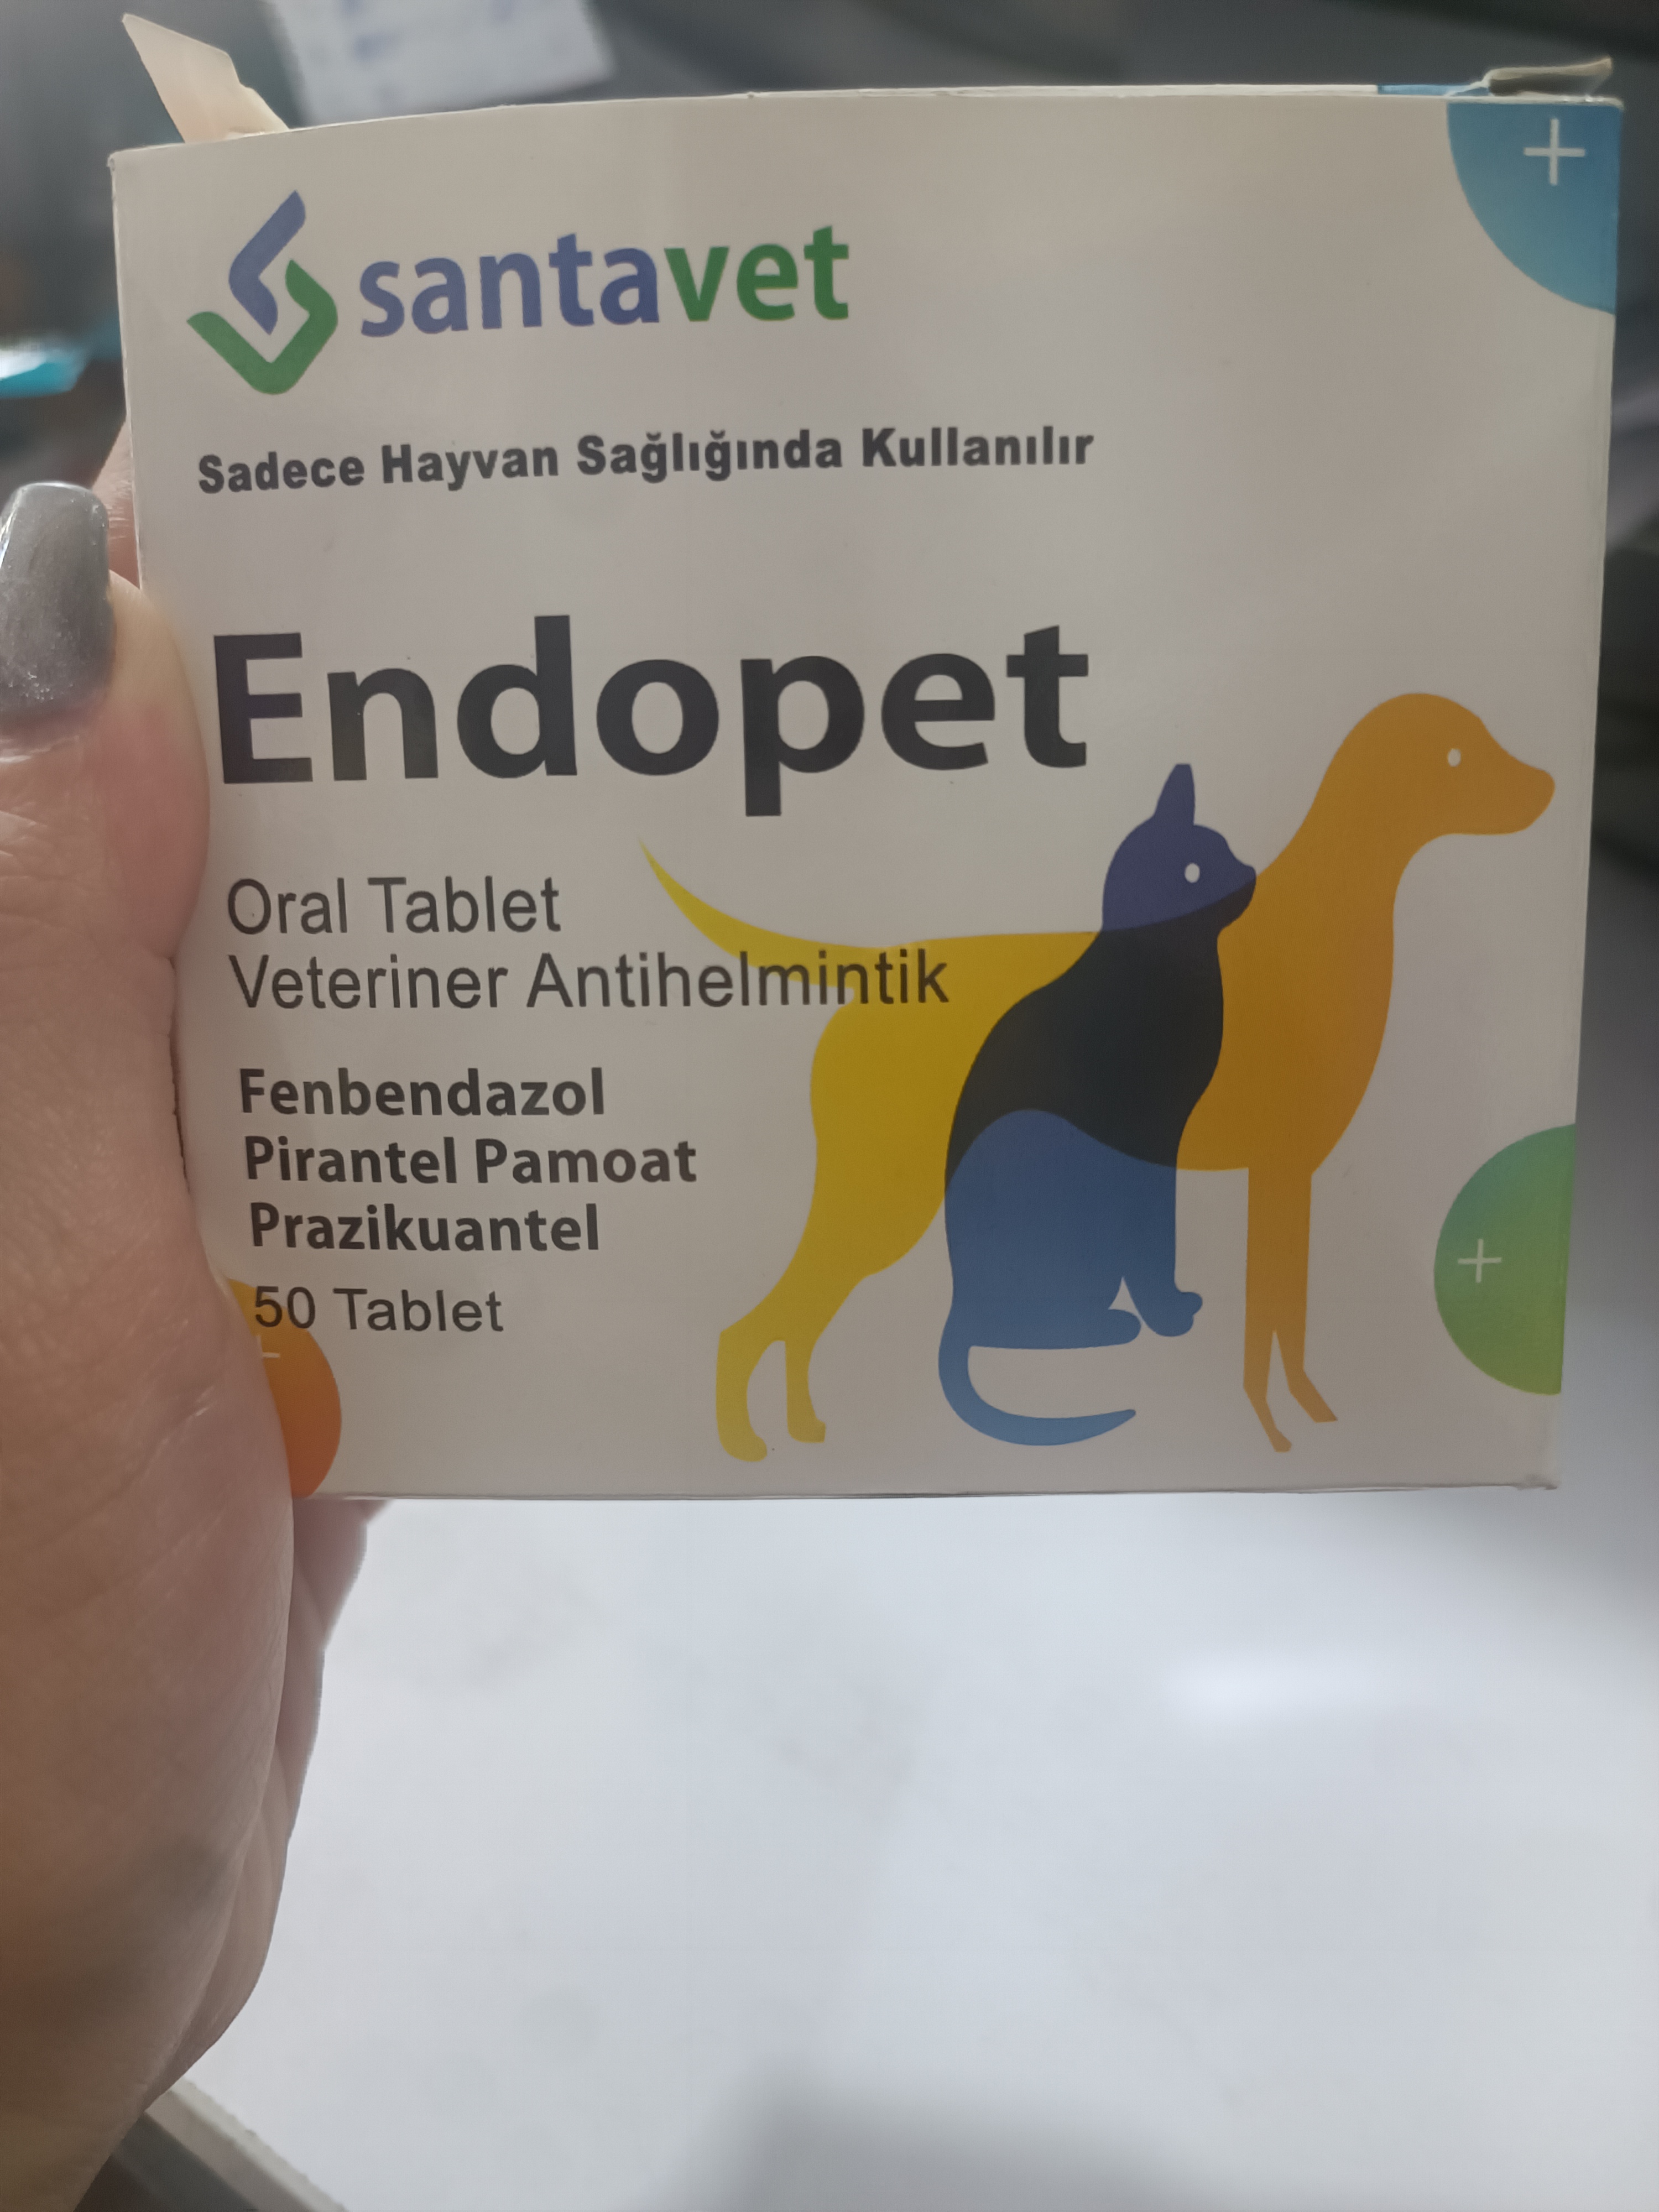 santavet
Sadece Hayvan Sağlığında Kullanılır
Endopet
Oral Tablet
Veteriner Antihelmintik
Fenbendazol
Pirantel Pamoat
Prazikuantel
50 Tablet